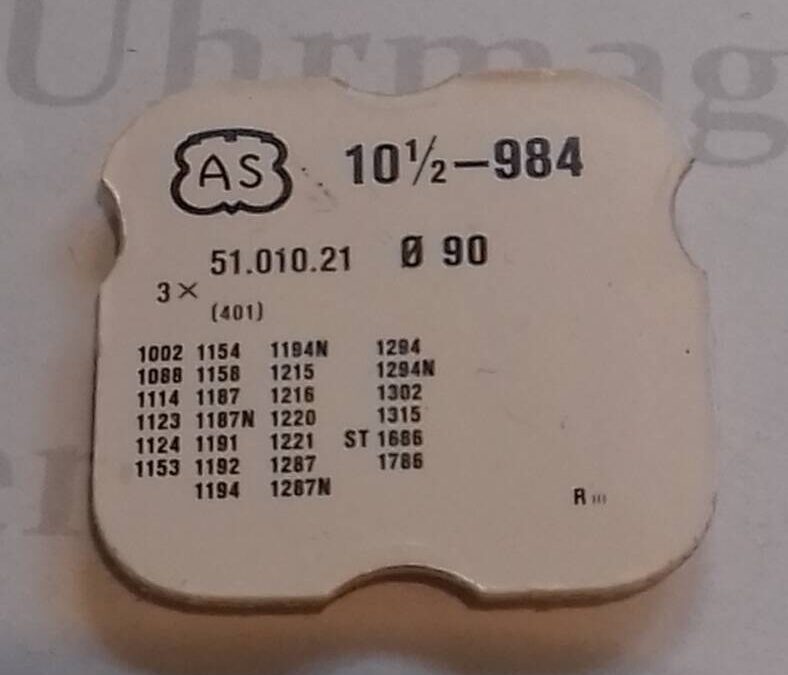 Uhrmag
AS 10½–984
51.010.21 Ø 90
3×
(401)
1002 1154 1194N 1294
1088 1158 1215 1294N
1114 1187 1216 1302
1123 1187N 1220 1315
1124 1191 1221 ST 1686
1153 1192 1287 1786
1194 1287N
R